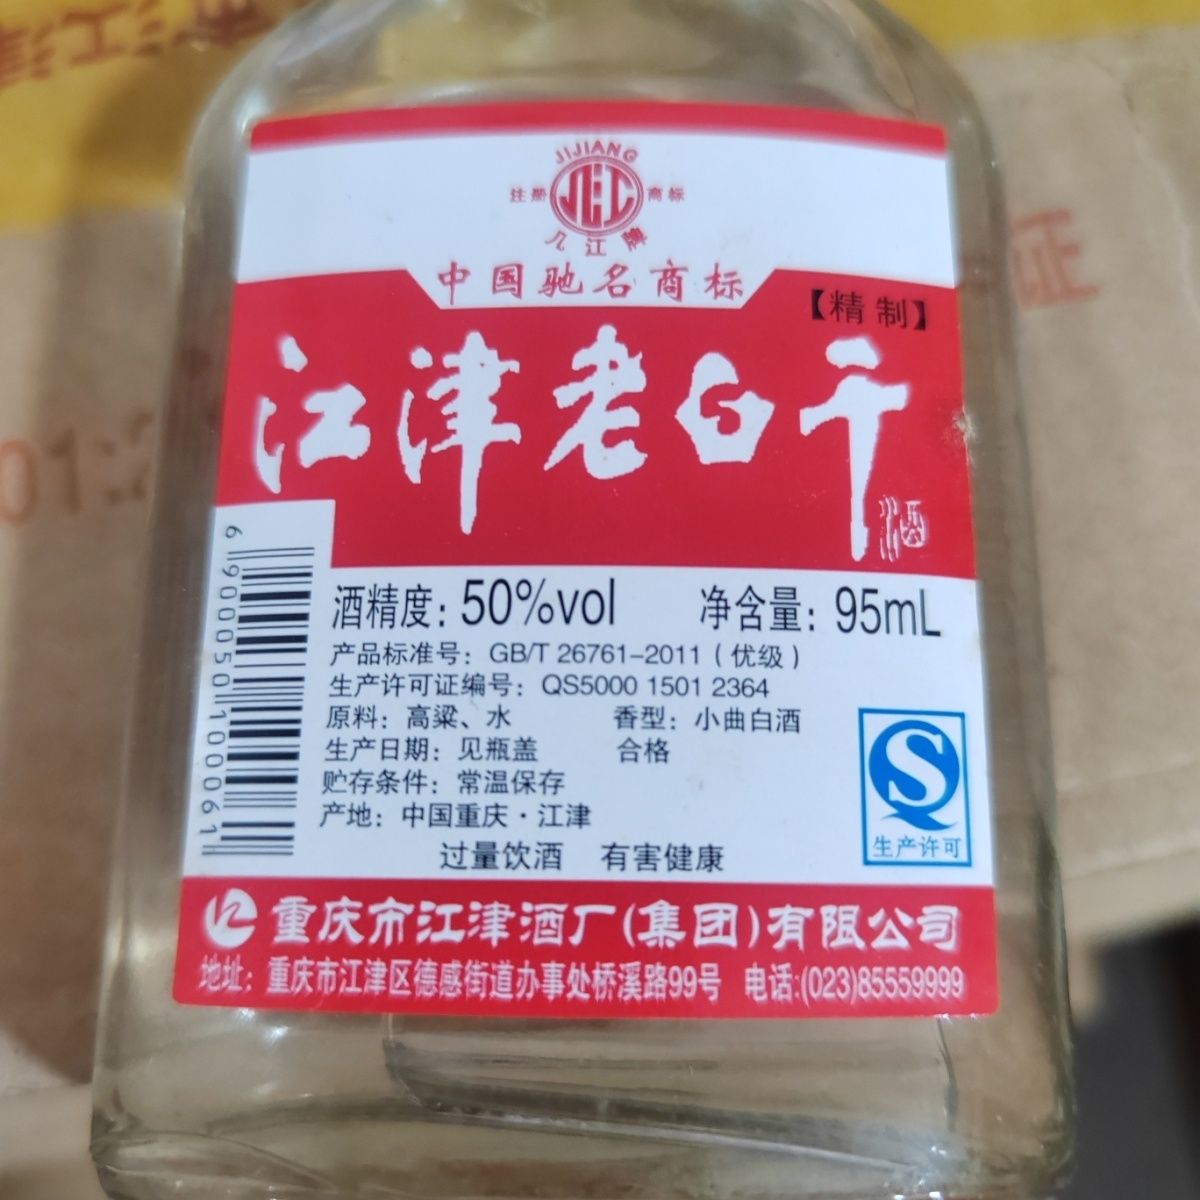 JIJIANG
注册 JEC 商标
几江牌
中国驰名商标
【精制】
江津老白干
酒
6900050100061
酒精度：50%vol 净含量：95mL
产品标准号：GB/T 26761-2011（优级）
生产许可证编号：QS5000 1501 2364
原料：高粱、水 香型：小曲白酒
生产日期：见瓶盖 合格
贮存条件：常温保存
产地：中国重庆·江津
过量饮酒 有害健康
生产许可
重庆市江津酒厂(集团)有限公司
地址：重庆市江津区德感街道办事处桥溪路99号 电话:(023)85559999
证
01:2